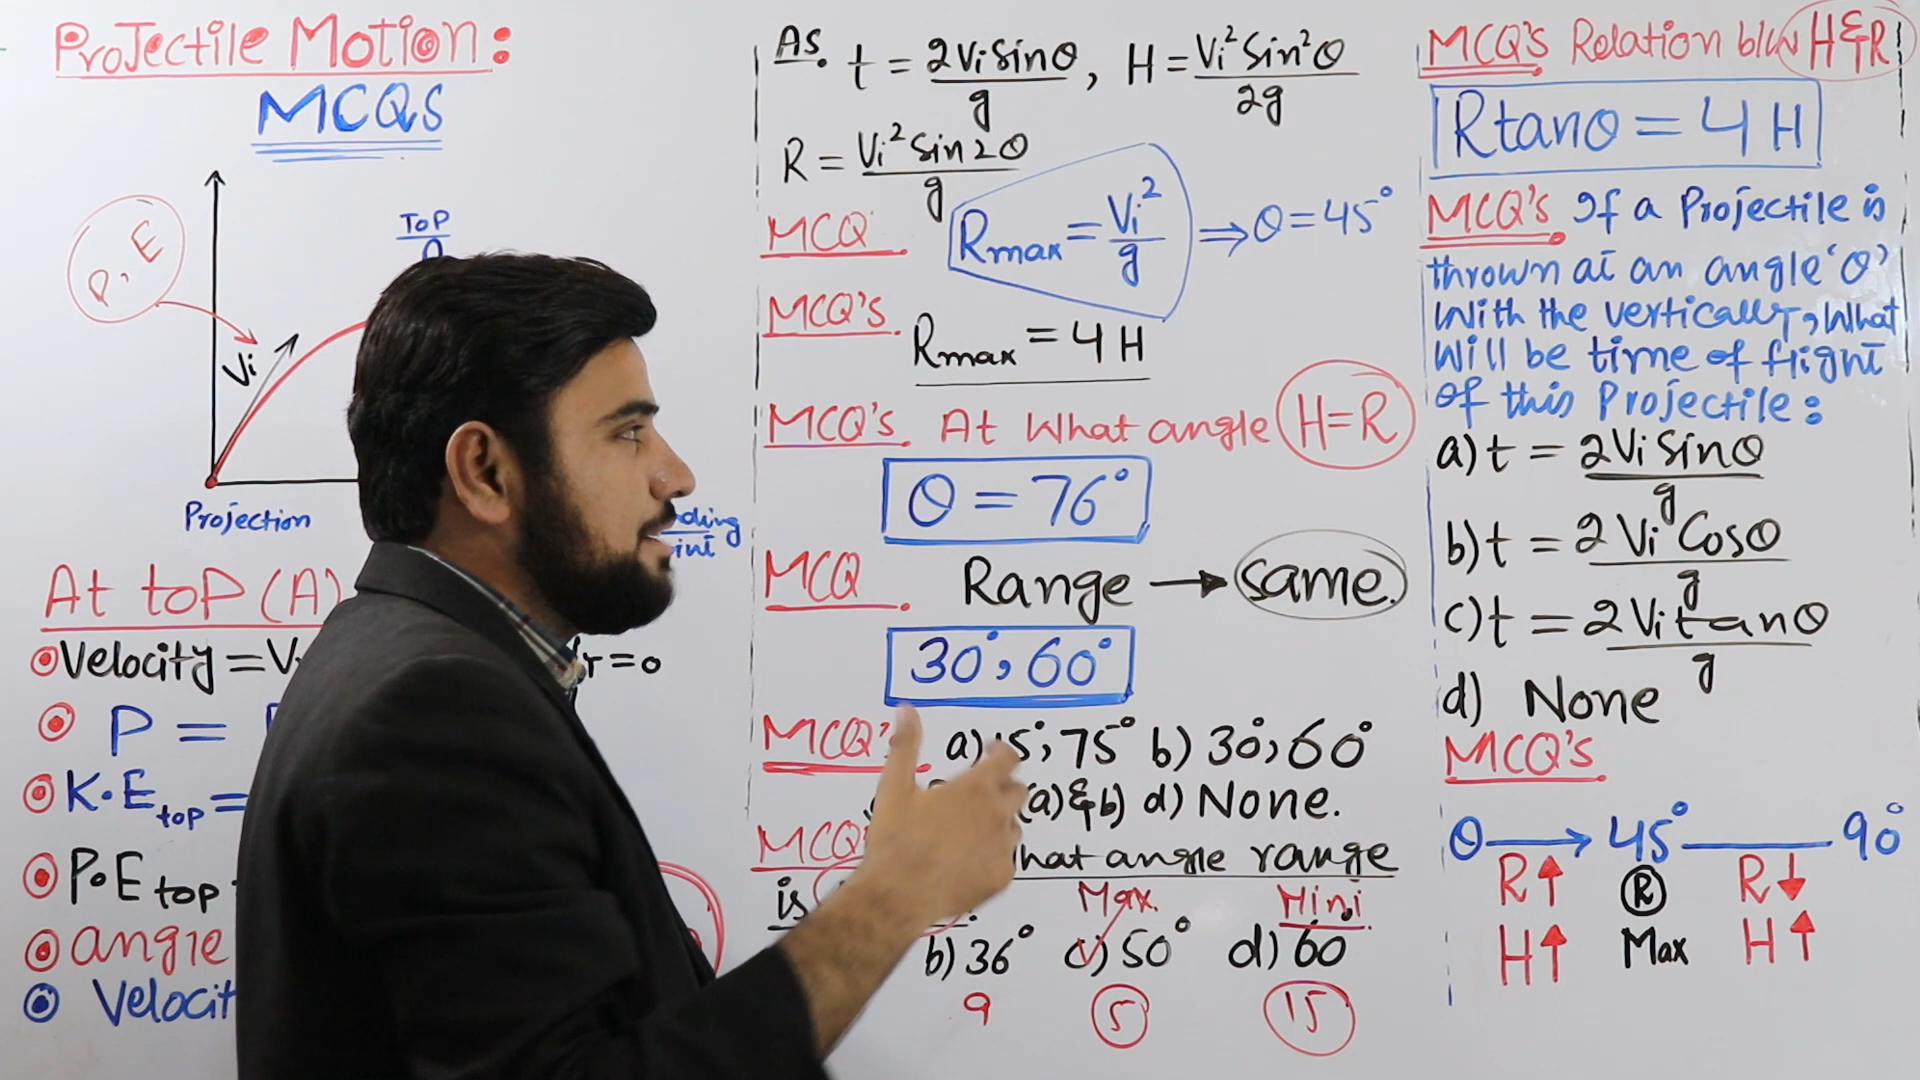 Projectile Motion:
MCQS
P.E
TOP
Vi
Projection
At top (A)
Velocity = V
= 0
P =
K.E top =
P.E top
angle
Velocit
As. t = 2Vi Sinθ / g , H = Vi² Sin²θ / 2g
R = Vi² Sin2θ / g
MCQ. Rmax = Vi² / g ⇒ θ = 45°
MCQ'S. Rmax = 4H
MCQ'S. At What angle H=R
θ = 76°
MCQ. Range → same.
30°, 60°
MCQ' a) 15°, 75° b) 30°, 60°
(a)&b) d) None.
MCQ hat angle range
is Max. Mini
b) 36° c) 50° d) 60
9 5 15
MCQ'S Relation b/w H&R
Rtanθ = 4H
MCQ'S If a Projectile is
thrown at an angle 'θ'
With the vertically, What
Will be time of flight
of this Projectile:
a) t = 2Vi Sinθ / g
b) t = 2Vi Cosθ / g
c) t = 2Vi tanθ / g
d) None
MCQ'S.
θ → 45° — 90°
R↑ R R↓
H↑ Max H↑